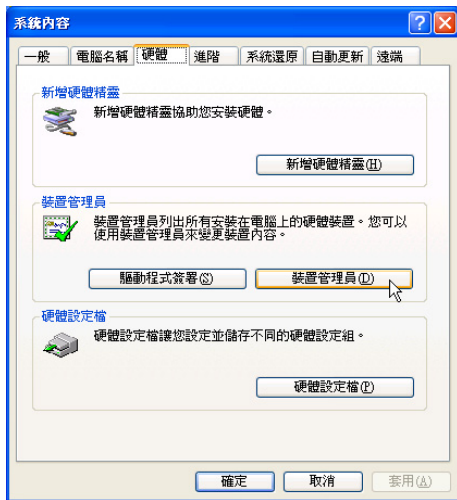 系統內容
一般 電腦名稱 硬體 進階 系統還原 自動更新 遠端
新增硬體精靈
新增硬體精靈協助您安裝硬體。
新增硬體精靈(H)
裝置管理員
裝置管理員列出所有安裝在電腦上的硬體裝置。您可以
使用裝置管理員來變更裝置內容。
驅動程式簽署(S) 裝置管理員(D)
硬體設定檔
硬體設定檔讓您設定並儲存不同的硬體設定組。
硬體設定檔(P)
確定 取消 套用(A)